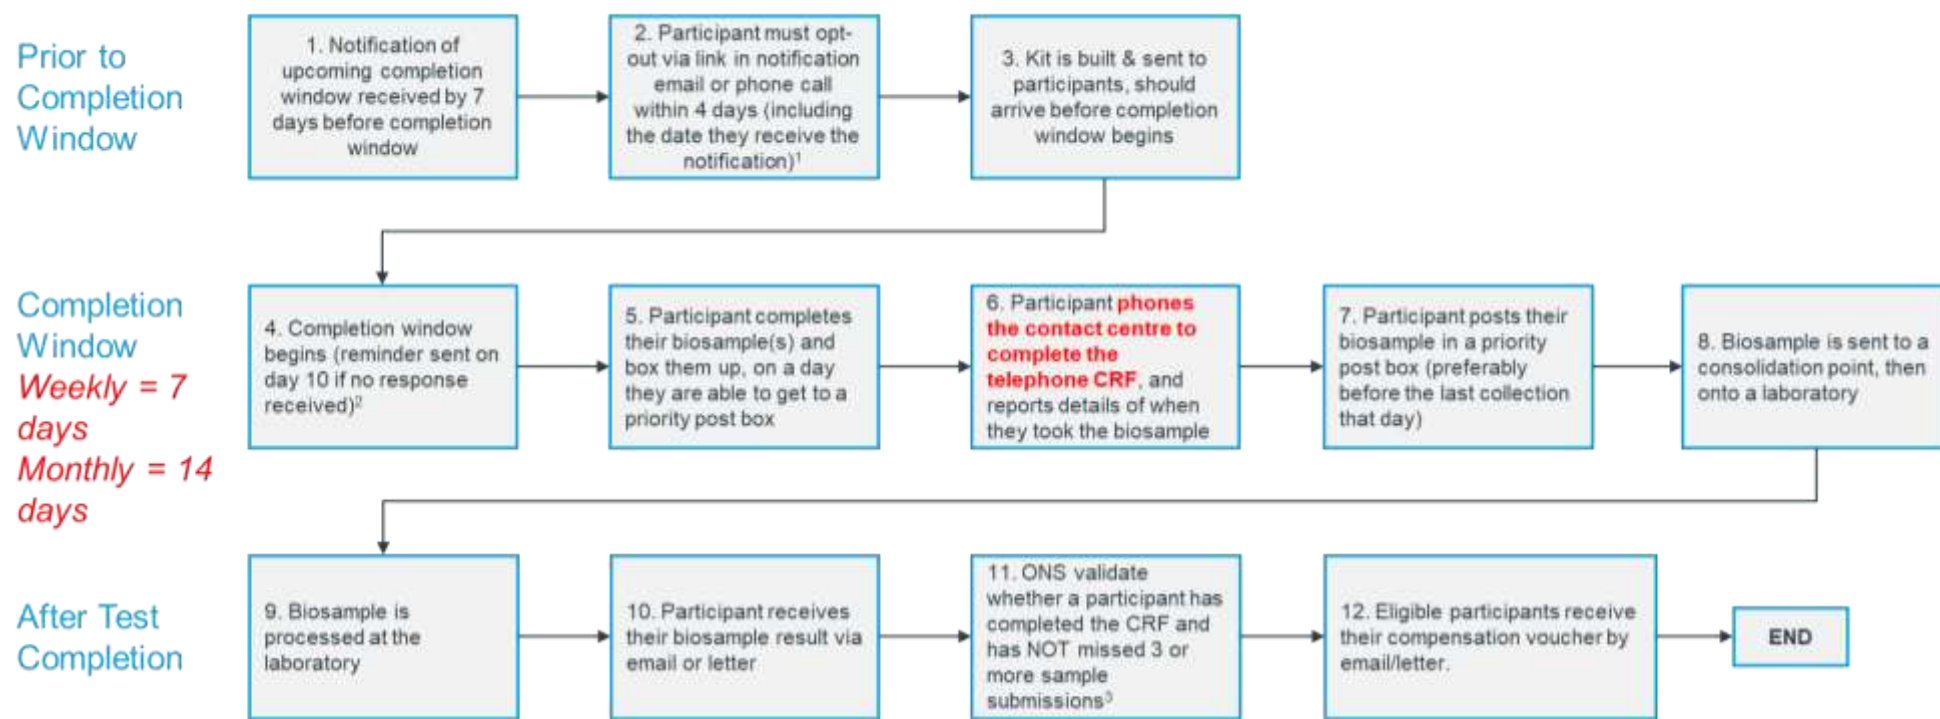 Prior to
Completion
Window
1. Notification of
upcoming completion
window received by 7
days before completion
window
2. Participant must opt-
out via link in notification
email or phone call
within 4 days (including
the date they receive the
notification)¹
3. Kit is built & sent to
participants, should
arrive before completion
window begins
Completion
Window
Weekly = 7
days
Monthly = 14
days
4. Completion window
begins (reminder sent on
day 10 if no response
received)²
5. Participant completes
their biosample(s) and
box them up, on a day
they are able to get to a
priority post box
6. Participant phones
the contact centre to
complete the
telephone CRF, and
reports details of when
they took the biosample
7. Participant posts their
biosample in a priority
post box (preferably
before the last collection
that day)
8. Biosample is sent to a
consolidation point, then
onto a laboratory
After Test
Completion
9. Biosample is
processed at the
laboratory
10. Participant receives
their biosample result via
email or letter
11. ONS validate
whether a participant has
completed the CRF and
has NOT missed 3 or
more sample
submissions³
12. Eligible participants receive
their compensation voucher by
email/letter.
END